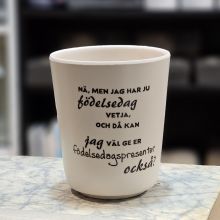 NÄ, MEN JAG HAR JU
födelsedag
VETJA,
OCH DÅ KAN
jag VÄL GE ER
födelsedagspresenter
också?